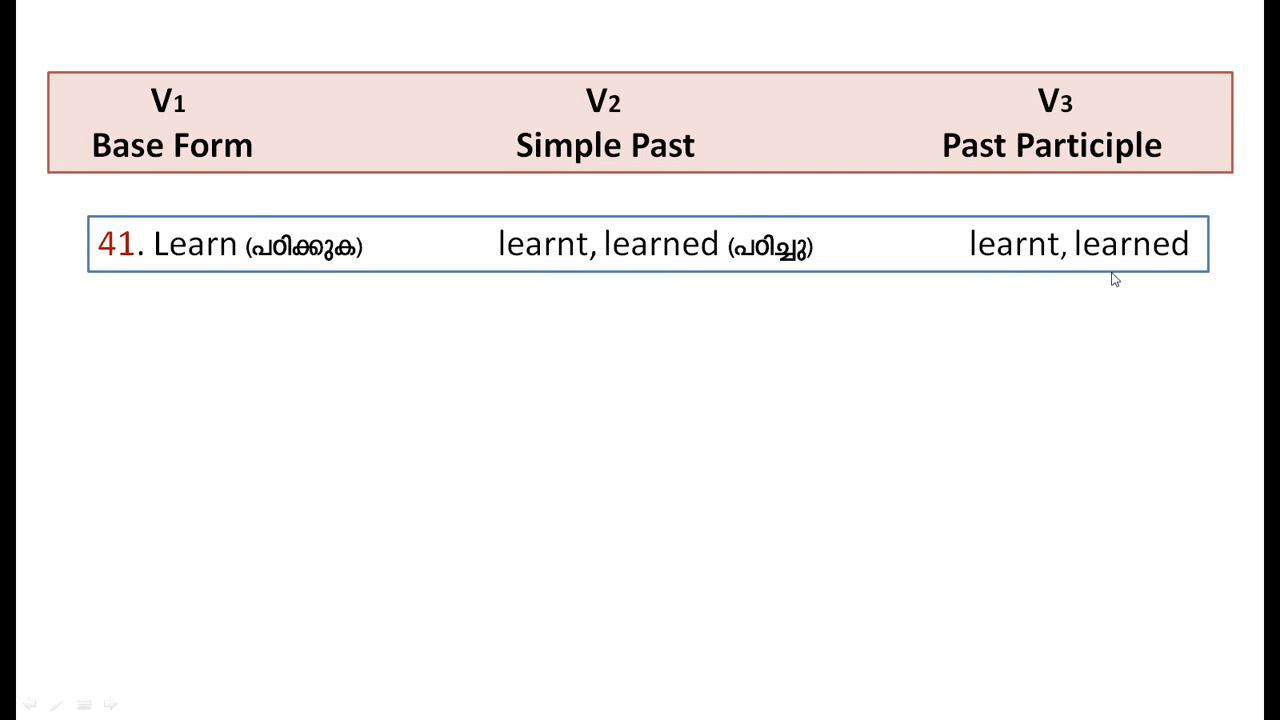 V1 V2 V3
Base Form Simple Past Past Participle
41. Learn (പഠിക്കുക) learnt, learned (പഠിച്ചു) learnt, learned